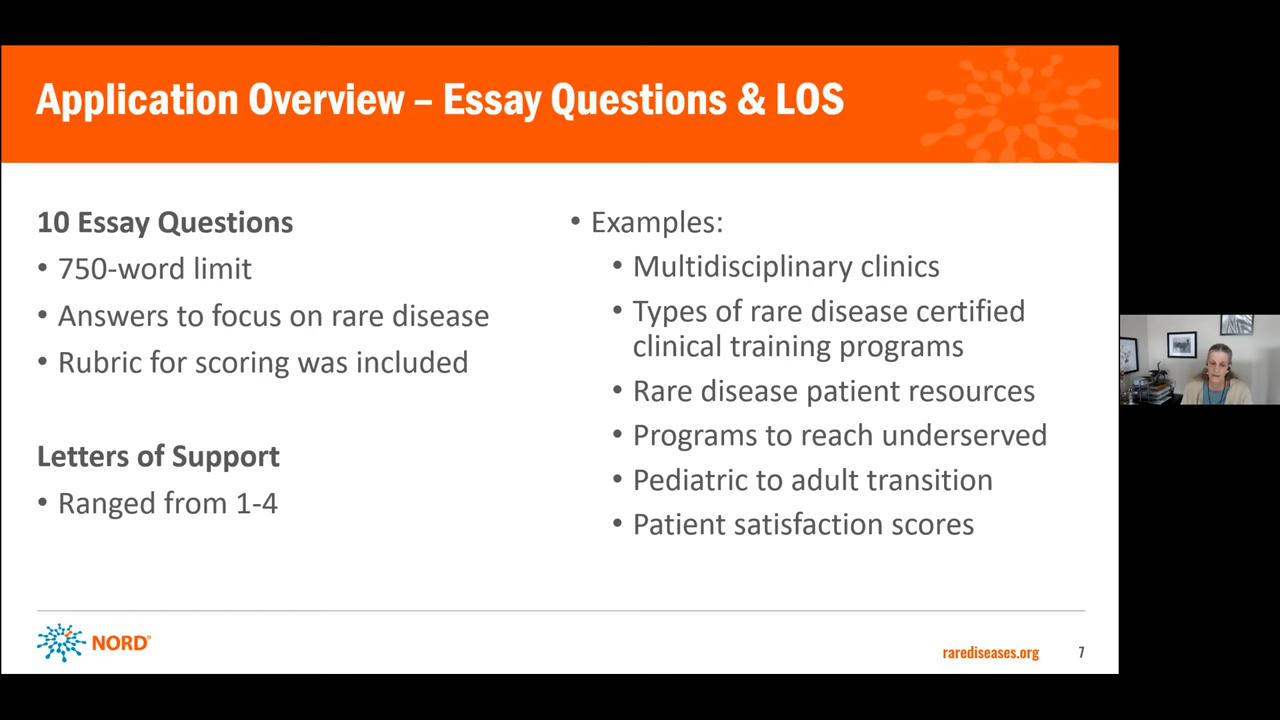 Application Overview – Essay Questions & LOS
10 Essay Questions
• 750-word limit
• Answers to focus on rare disease
• Rubric for scoring was included
Letters of Support
• Ranged from 1-4
• Examples:
• Multidisciplinary clinics
• Types of rare disease certified
clinical training programs
• Rare disease patient resources
• Programs to reach underserved
• Pediatric to adult transition
• Patient satisfaction scores
NORD®
rarediseases.org
7